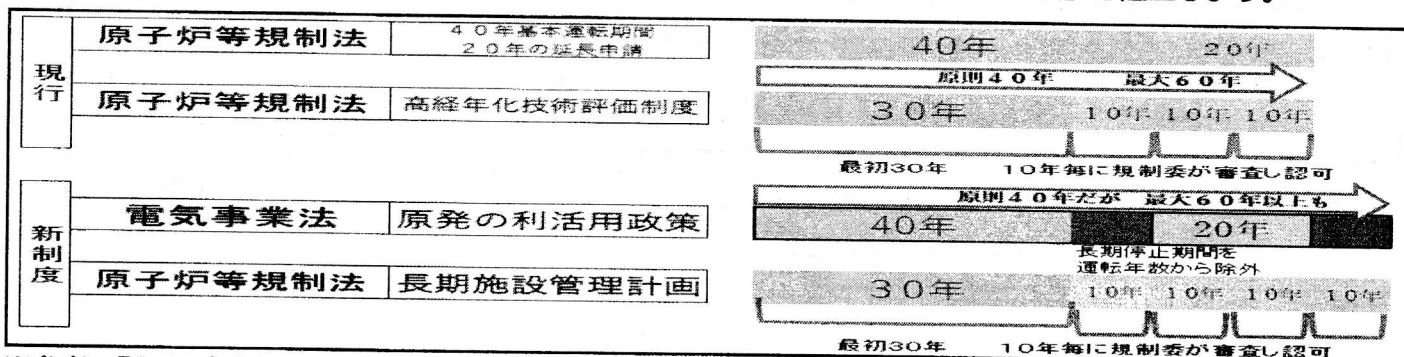 現行
原子炉等規制法
40年基本運転期間
20年の延長申請
40年 20年
原則40年 最大60年
原子炉等規制法
高経年化技術評価制度
30年 10年 10年 10年
最初30年 10年毎に規制委が審査し認可
新制度
原則40年だが 最大60年以上も
電気事業法
原発の利活用政策
40年 20年
長期停止期間を
運転年数から除外
原子炉等規制法
長期施設管理計画
30年 10年 10年 10年 10年
最初30年 10年毎に規制委が審査し認可